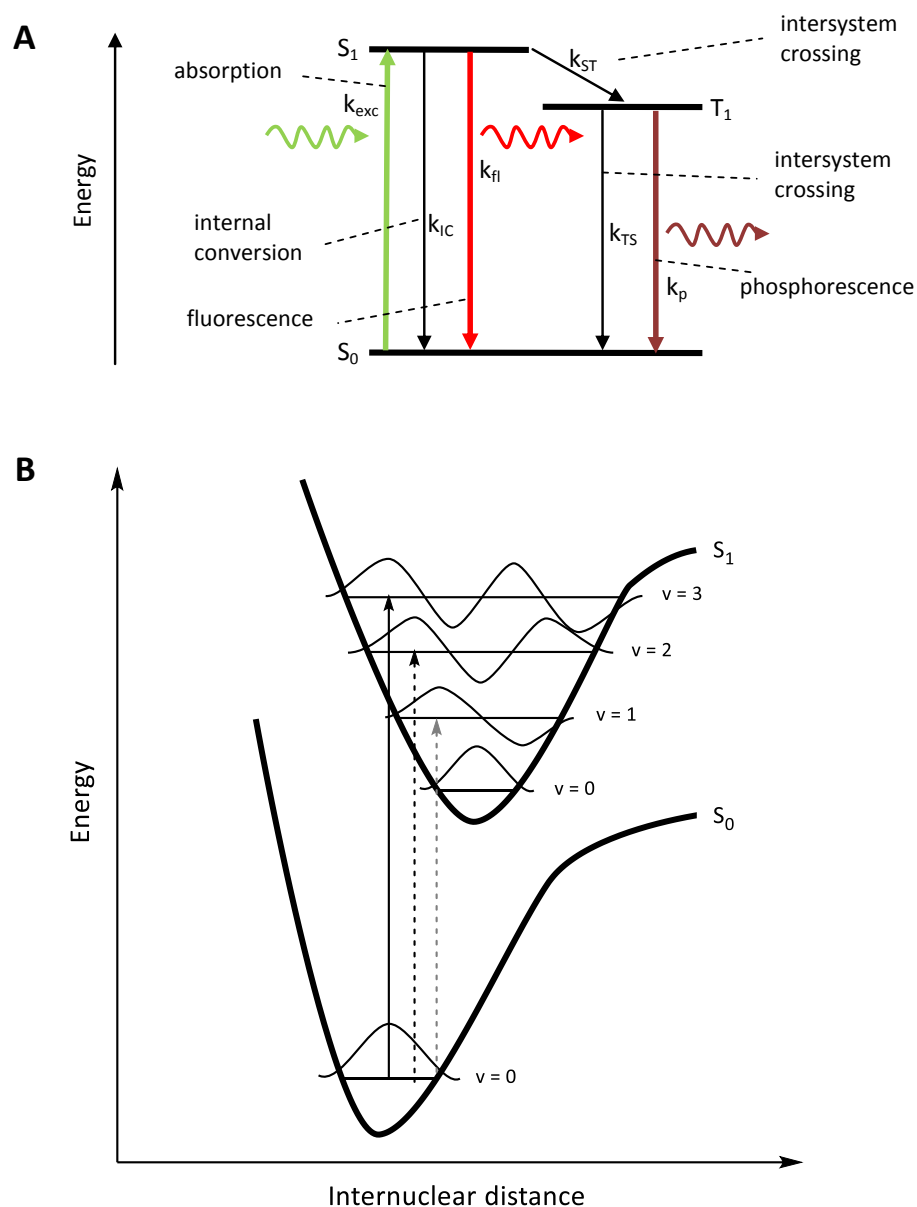 A
S1
intersystem
crossing
kST
absorption
T1
kexc
Energy
intersystem
crossing
kfl
internal
conversion
kIC
kTS
kp
phosphorescence
fluorescence
S0
B
S1
v = 3
v = 2
v = 1
v = 0
S0
Energy
v = 0
Internuclear distance